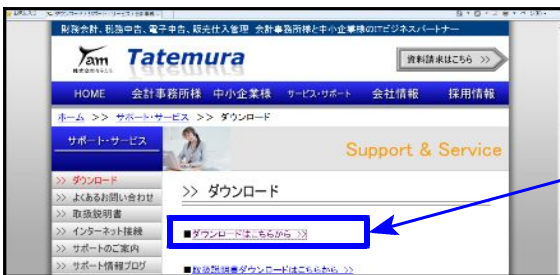 財務会計、税務申告、電子申告、販売仕入管理 会計事務所様と中小企業様のITビジネスパートナー
Tam
Tatemura
資料請求はこちら >>
HOME 会計事務所様 中小企業様 サービス・サポート 会社情報 採用情報
ホーム >> サポート・サービス >> ダウンロード
サポート・サービス
Support & Service
>> ダウンロード
>> よくあるお問い合わせ
>> 取扱説明書
>> インターネット接続
>> サポートのご案内
>> サポート情報ブログ
>> ダウンロード
■ダウンロードはこちらから >>
■取扱説明書ダウンロードはこちらから >>